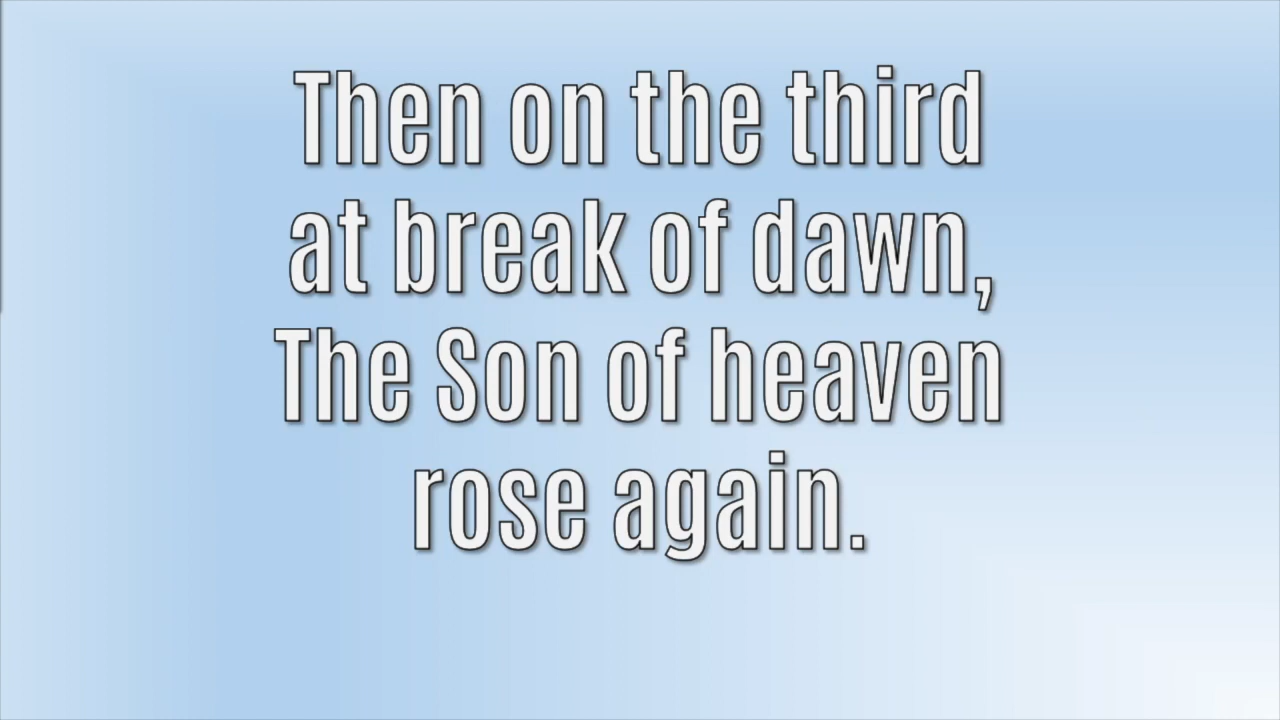 Then on the third
at break of dawn,
The Son of heaven
rose again.